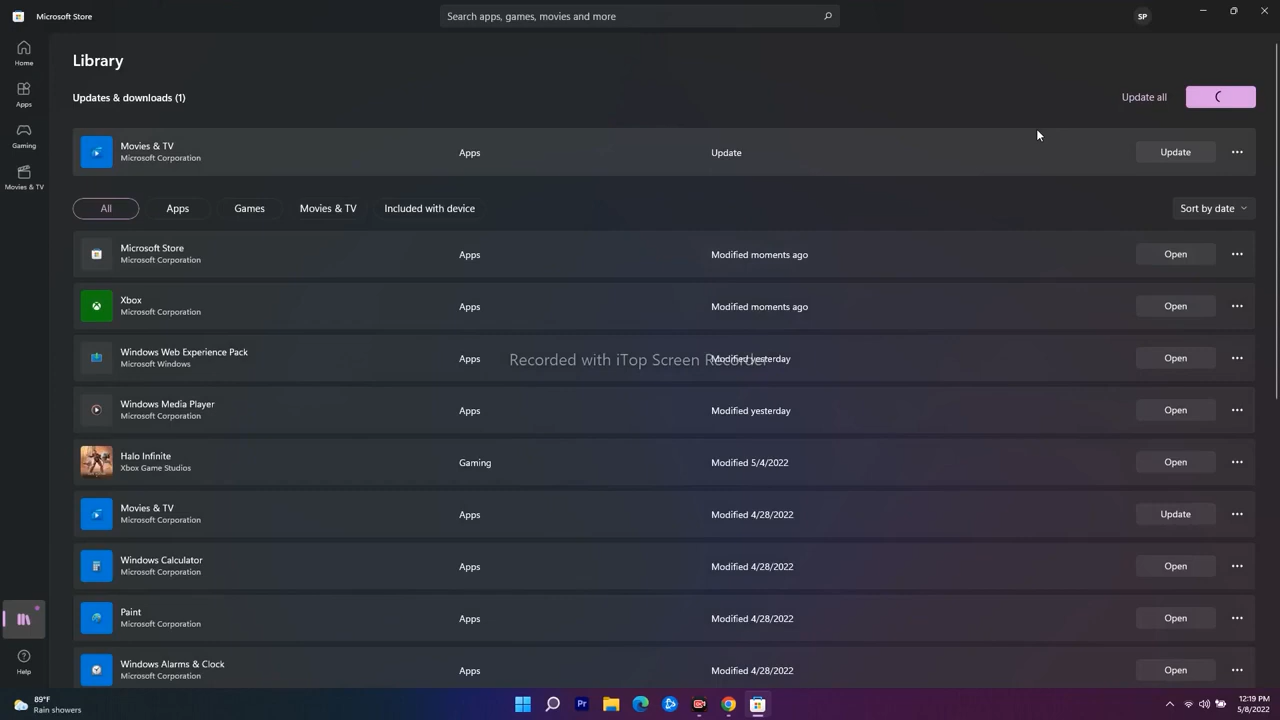 Microsoft Store
Search apps, games, movies and more
SP
Home
Apps
Gaming
Movies & TV
Library
Updates & downloads (1)
Update all
Movies & TV
Microsoft Corporation
Apps
Update
Update
All
Apps
Games
Movies & TV
Included with device
Sort by date
Microsoft Store
Microsoft Corporation
Apps
Modified moments ago
Open
Xbox
Microsoft Corporation
Apps
Modified moments ago
Open
Windows Web Experience Pack
Microsoft Windows
Apps
Modified yesterday
Open
Recorded with iTop Screen Recorder
Windows Media Player
Microsoft Corporation
Apps
Modified yesterday
Open
Halo Infinite
Xbox Game Studios
Gaming
Modified 5/4/2022
Open
Movies & TV
Microsoft Corporation
Apps
Modified 4/28/2022
Update
Windows Calculator
Microsoft Corporation
Apps
Modified 4/28/2022
Open
Paint
Microsoft Corporation
Apps
Modified 4/28/2022
Open
Windows Alarms & Clock
Microsoft Corporation
Apps
Modified 4/28/2022
Open
Help
89°F
Rain showers
Pr
12:19 PM
5/8/2022